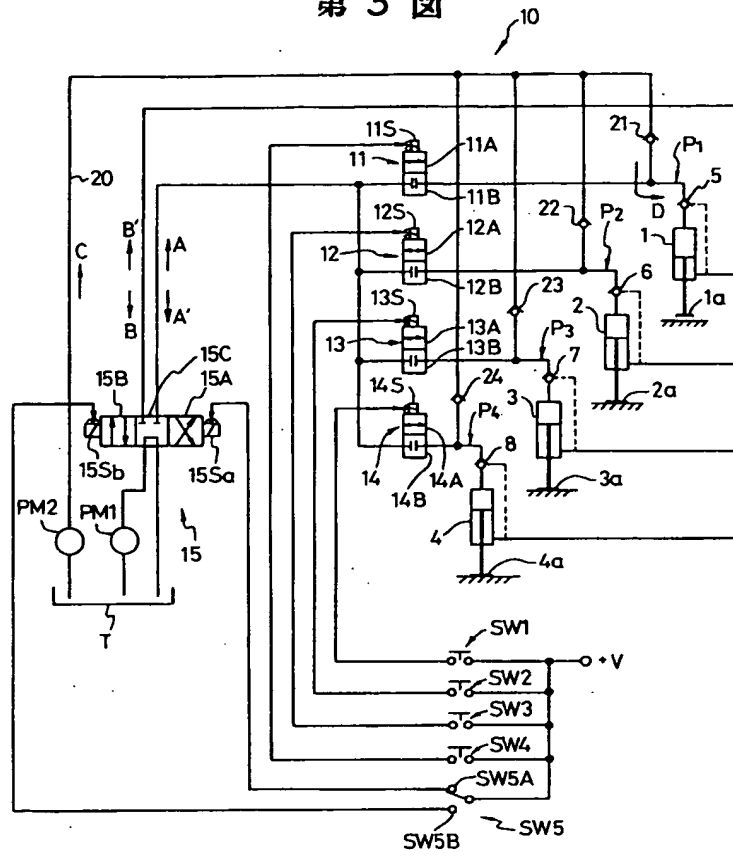 第 3 図
10
11S
11
11A
11B
21
P1
5
D
20
12S
12
12A
12B
22
P2
1
6
1a
C
B'
A
B
A'
13S
13
13A
13B
23
P3
2
7
2a
15C
15B
15A
14S
14
14A
14B
24
P4
3
8
3a
15Sb
15Sa
PM2
PM1
15
4
4a
T
SW1
+V
SW2
SW3
SW4
SW5A
SW5B
SW5